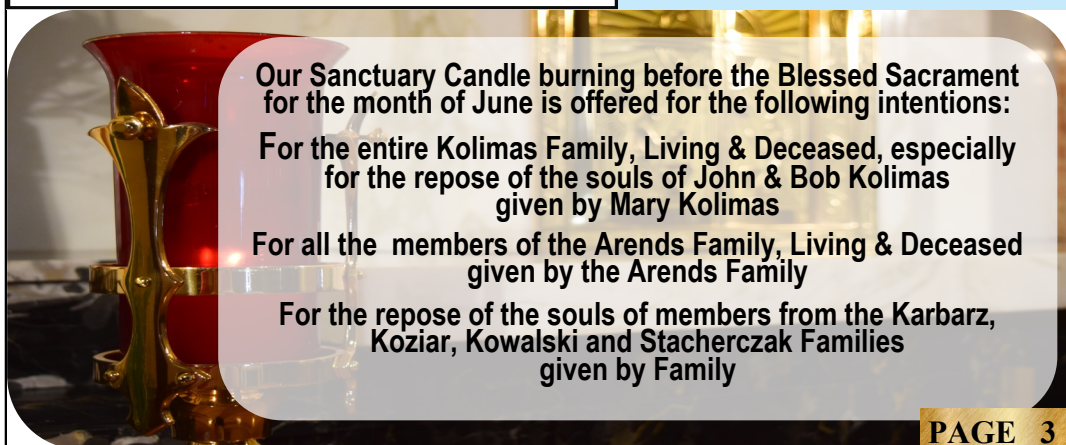 Our Sanctuary Candle burning before the Blessed Sacrament
for the month of June is offered for the following intentions:
For the entire Kolimas Family, Living & Deceased, especially
for the repose of the souls of John & Bob Kolimas
given by Mary Kolimas
For all the members of the Arends Family, Living & Deceased
given by the Arends Family
For the repose of the souls of members from the Karbarz,
Koziar, Kowalski and Stacherczak Families
given by Family
PAGE 3